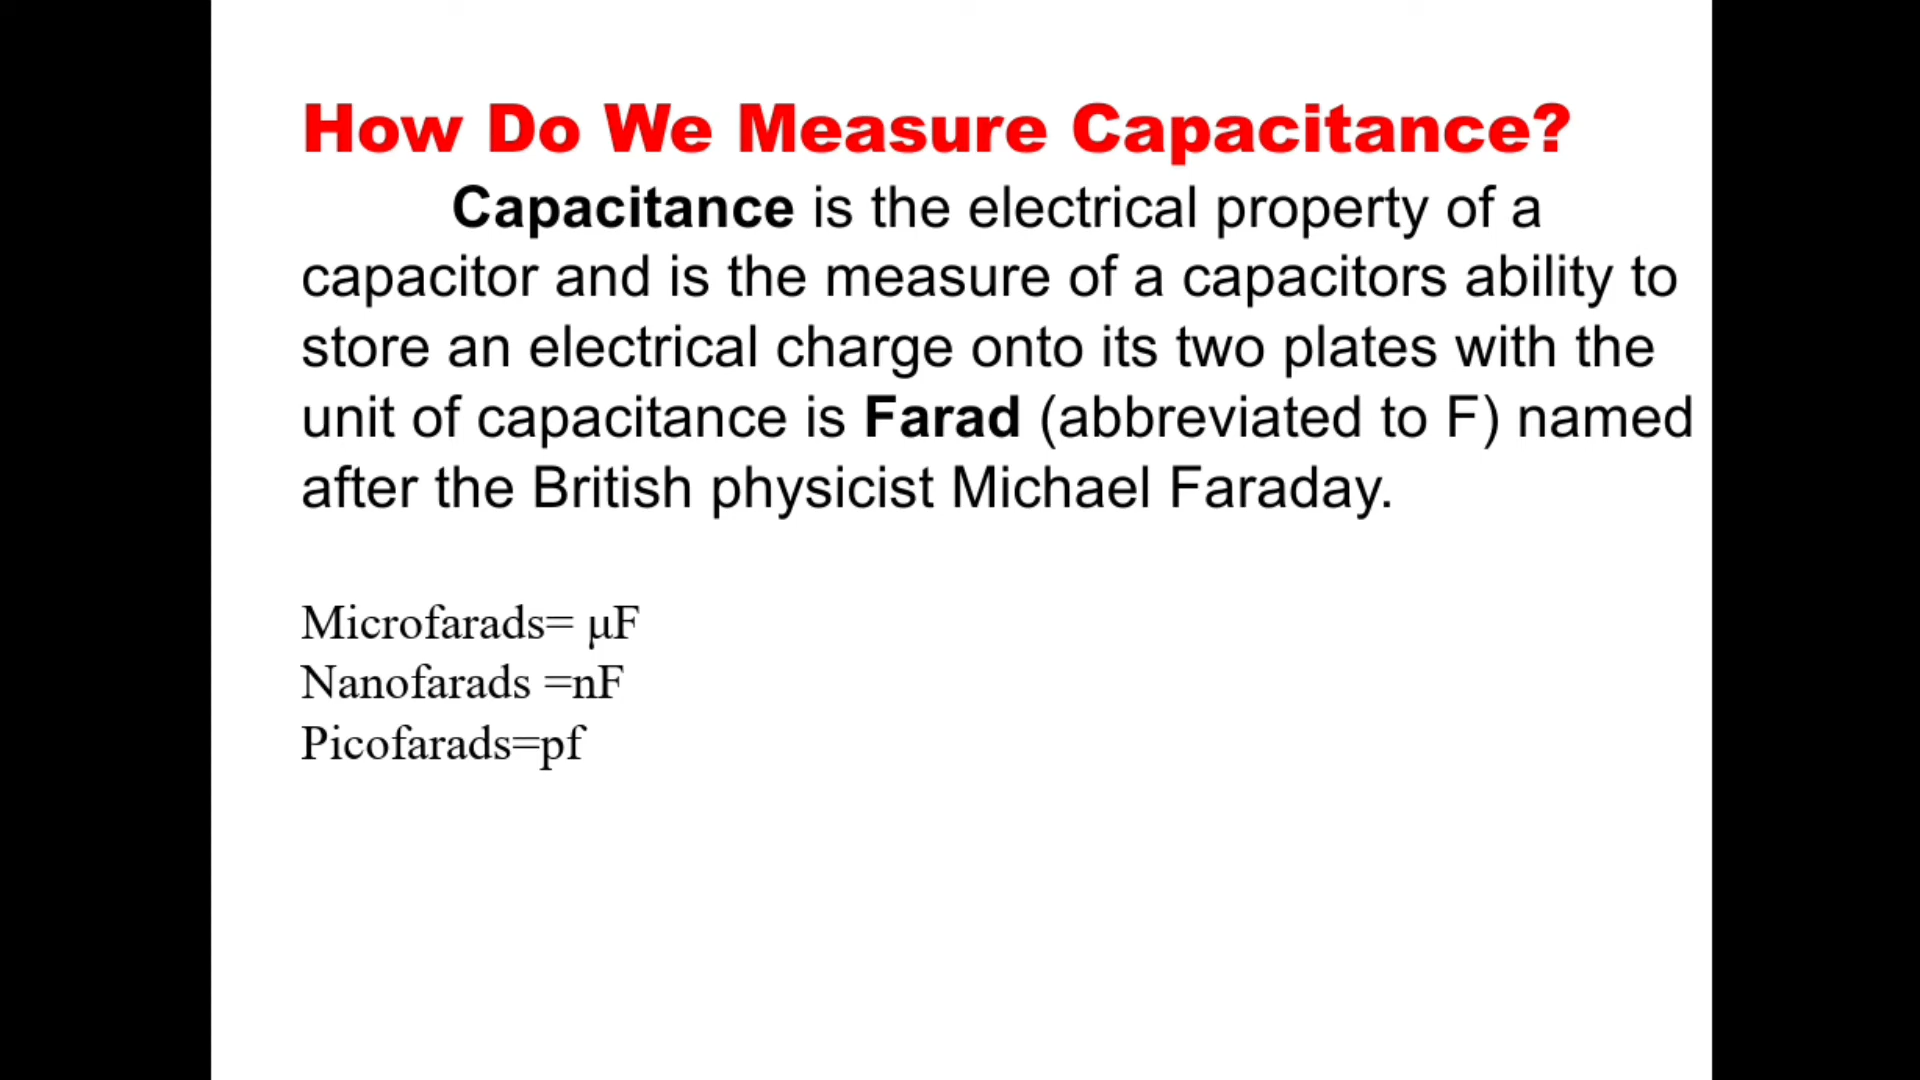 How Do We Measure Capacitance?
Capacitance is the electrical property of a
capacitor and is the measure of a capacitors ability to
store an electrical charge onto its two plates with the
unit of capacitance is Farad (abbreviated to F) named
after the British physicist Michael Faraday.
Microfarads= μF
Nanofarads =nF
Picofarads=pf